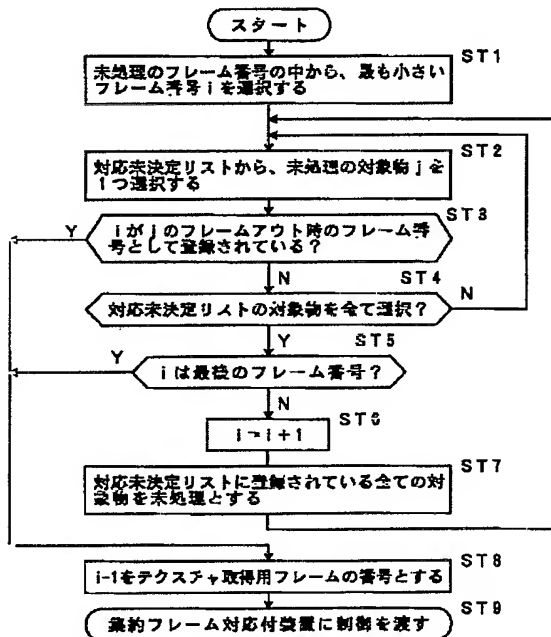 スタート
ST1
未処理のフレーム番号の中から、最も小さい
フレーム番号iを選択する
ST2
対応未決定リストから、未処理の対象物jを
1つ選択する
ST3
iがjのフレームアウト時のフレーム番
号として登録されている?
Y
N
ST4
対応未決定リストの対象物を全て選択?
N
Y
ST5
iは最後のフレーム番号?
Y
N
ST6
i=i+1
ST7
対応未決定リストに登録されている全ての対
象物を未処理とする
ST8
i-1をテクスチャ取得用フレームの番号とする
ST9
集約フレーム対応付装置に制御を渡す